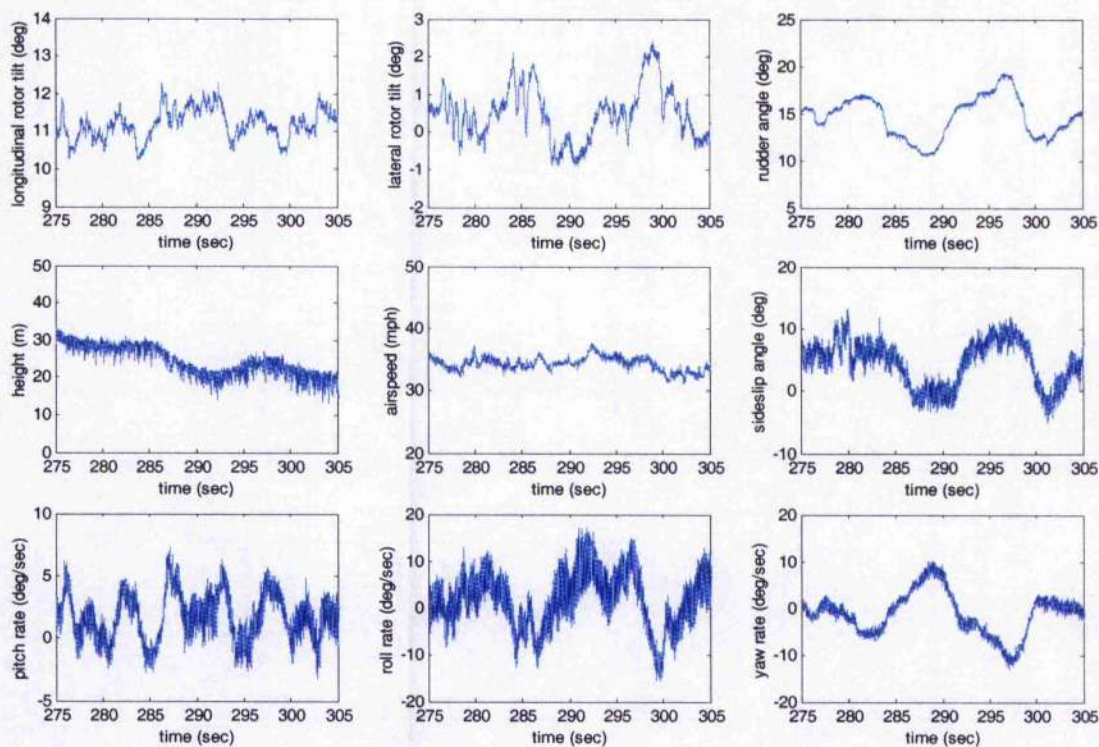 longitudinal rotor tilt (deg)
14
13
12
11
10
9
275 280 285 290 295 300 305
time (sec)
lateral rotor tilt (deg)
3
2
1
0
-1
-2
275 280 285 290 295 300 305
time (sec)
rudder angle (deg)
25
20
15
10
5
275 280 285 290 295 300 305
time (sec)
height (m)
50
40
30
20
10
0
275 280 285 290 295 300 305
time (sec)
airspeed (mph)
50
40
30
20
275 280 285 290 295 300 305
time (sec)
sideslip angle (deg)
20
10
0
-10
275 280 285 290 295 300 305
time (sec)
pitch rate (deg/sec)
10
5
0
-5
275 280 285 290 295 300 305
time (sec)
roll rate (deg/sec)
20
10
0
-10
-20
275 280 285 290 295 300 305
time (sec)
yaw rate (deg/sec)
20
10
0
-10
-20
275 280 285 290 295 300 305
time (sec)